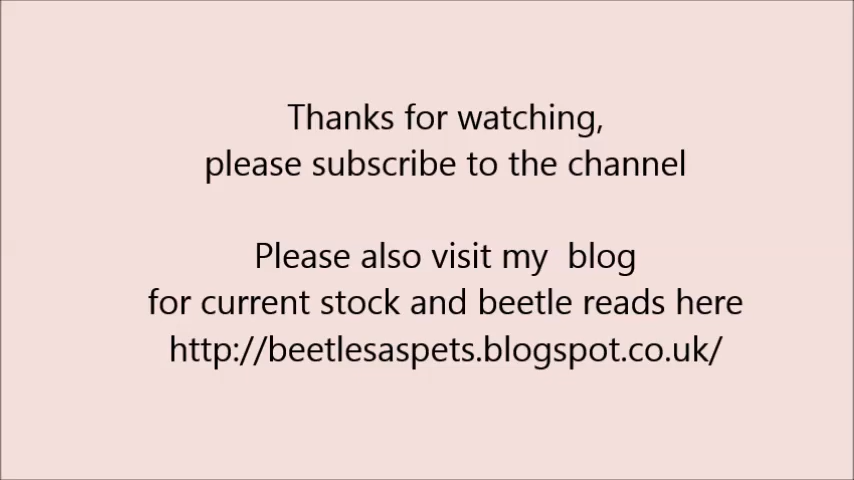 Thanks for watching,
please subscribe to the channel
Please also visit my  blog
for current stock and beetle reads here
http://beetlesaspets.blogspot.co.uk/